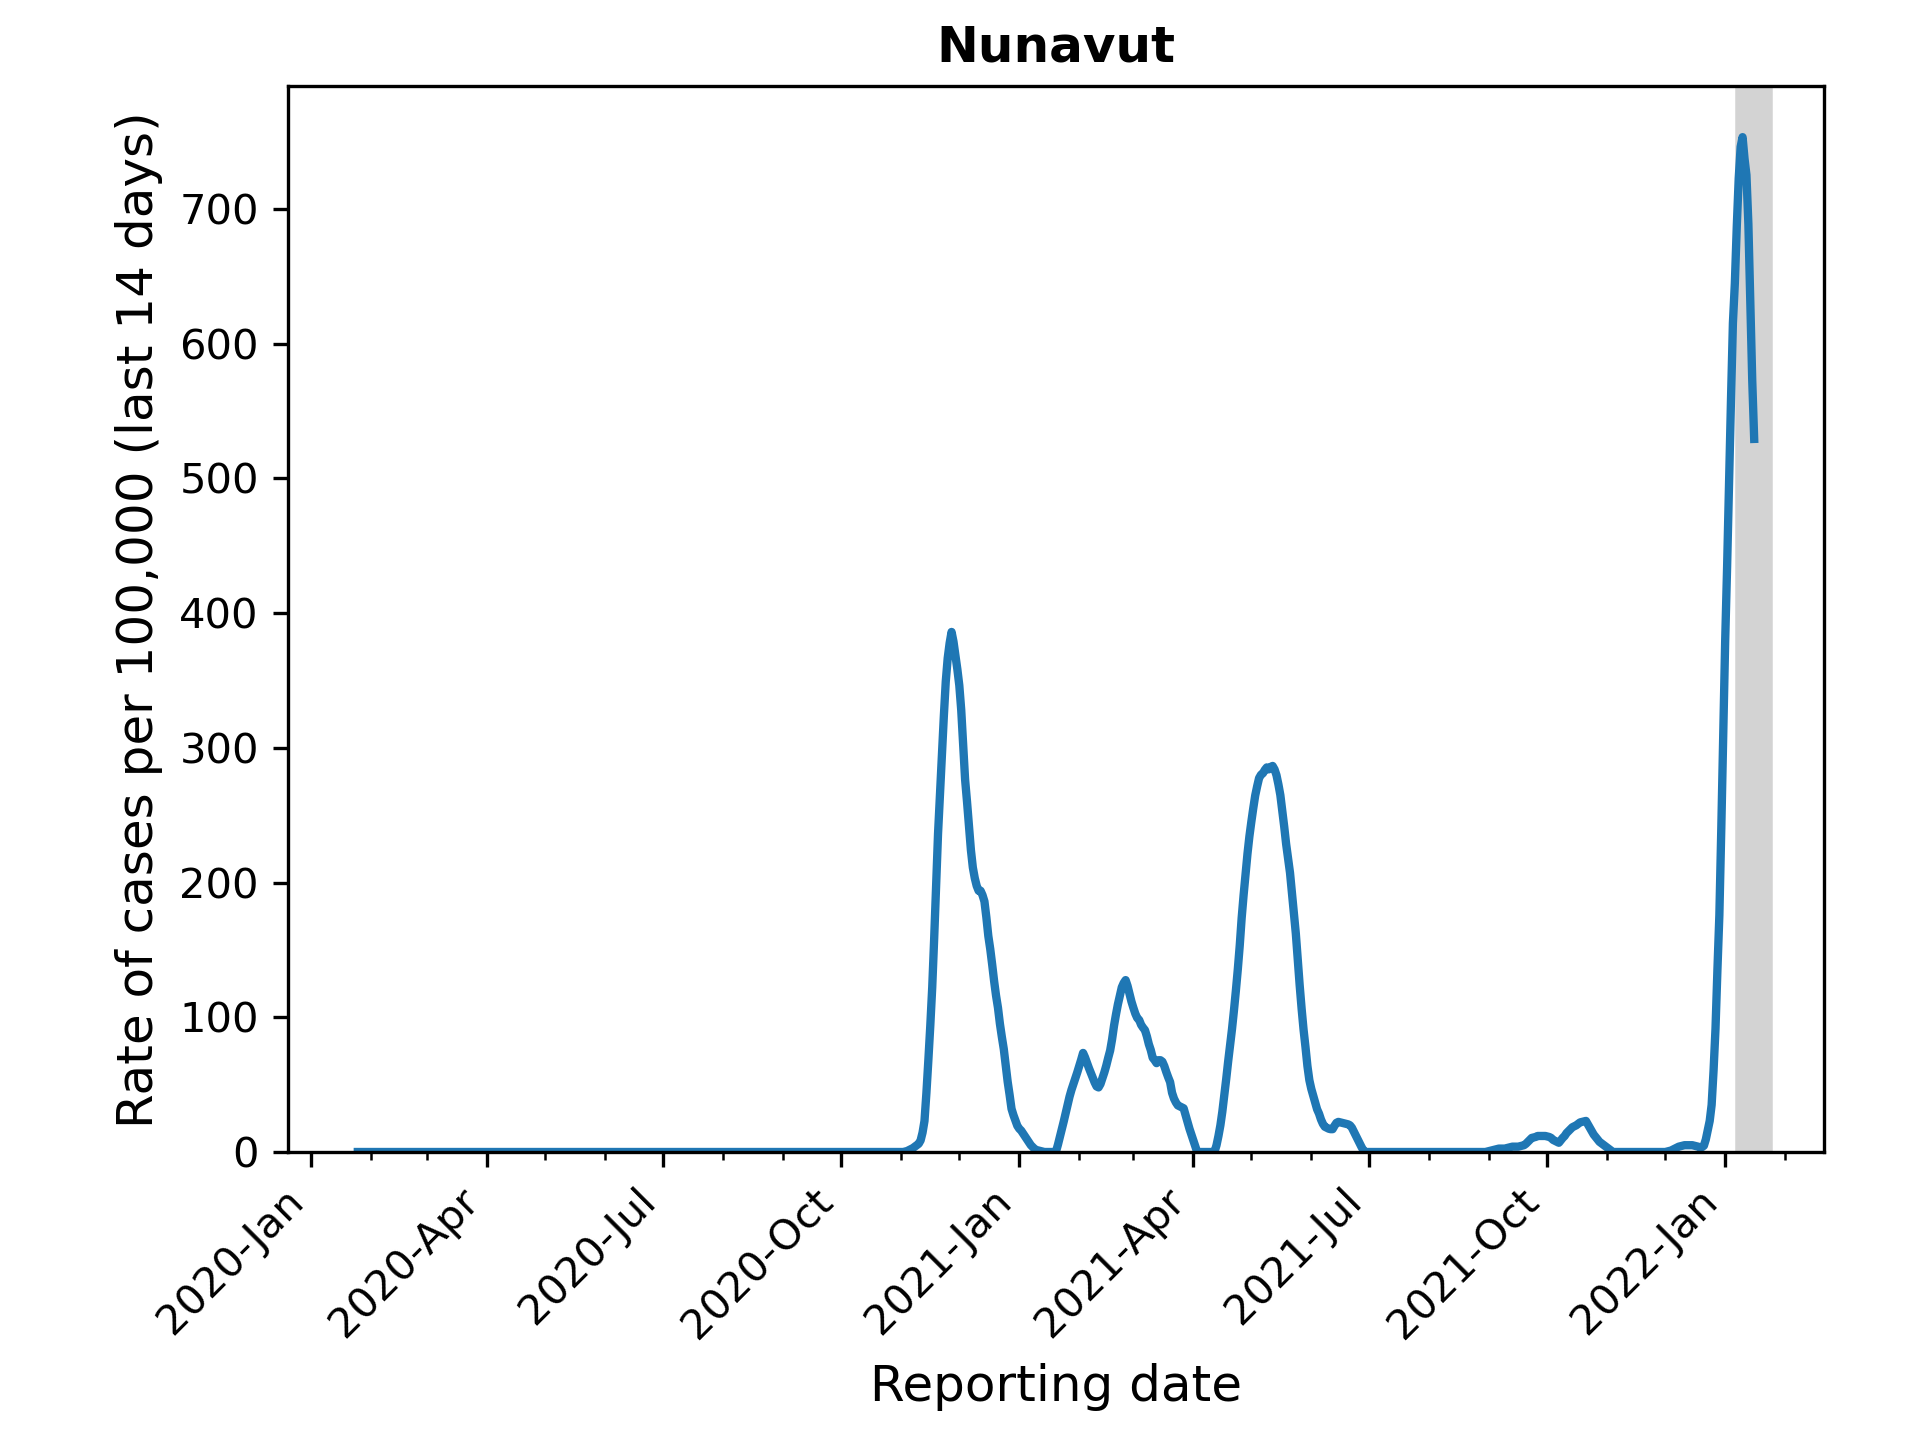 Nunavut
Rate of cases per 100,000 (last 14 days)
700
600
500
400
300
200
100
0
2020-Jan
2020-Apr
2020-Jul
2020-Oct
2021-Jan
2021-Apr
2021-Jul
2021-Oct
2022-Jan
Reporting date